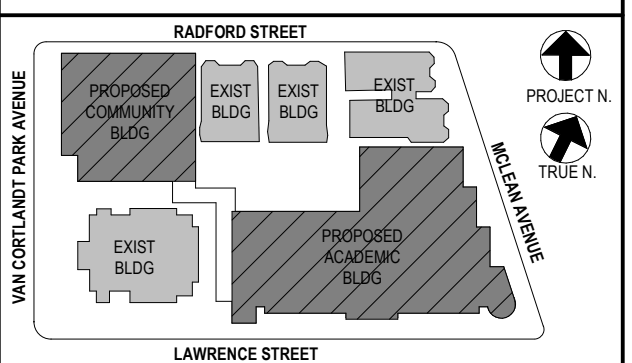 RADFORD STREET
PROPOSED
COMMUNITY
BLDG
EXIST
BLDG
EXIST
BLDG
EXIST
BLDG
PROJECT N.
TRUE N.
VAN CORTLANDT PARK AVENUE
MCLEAN AVENUE
EXIST
BLDG
PROPOSED
ACADEMIC
BLDG
LAWRENCE STREET